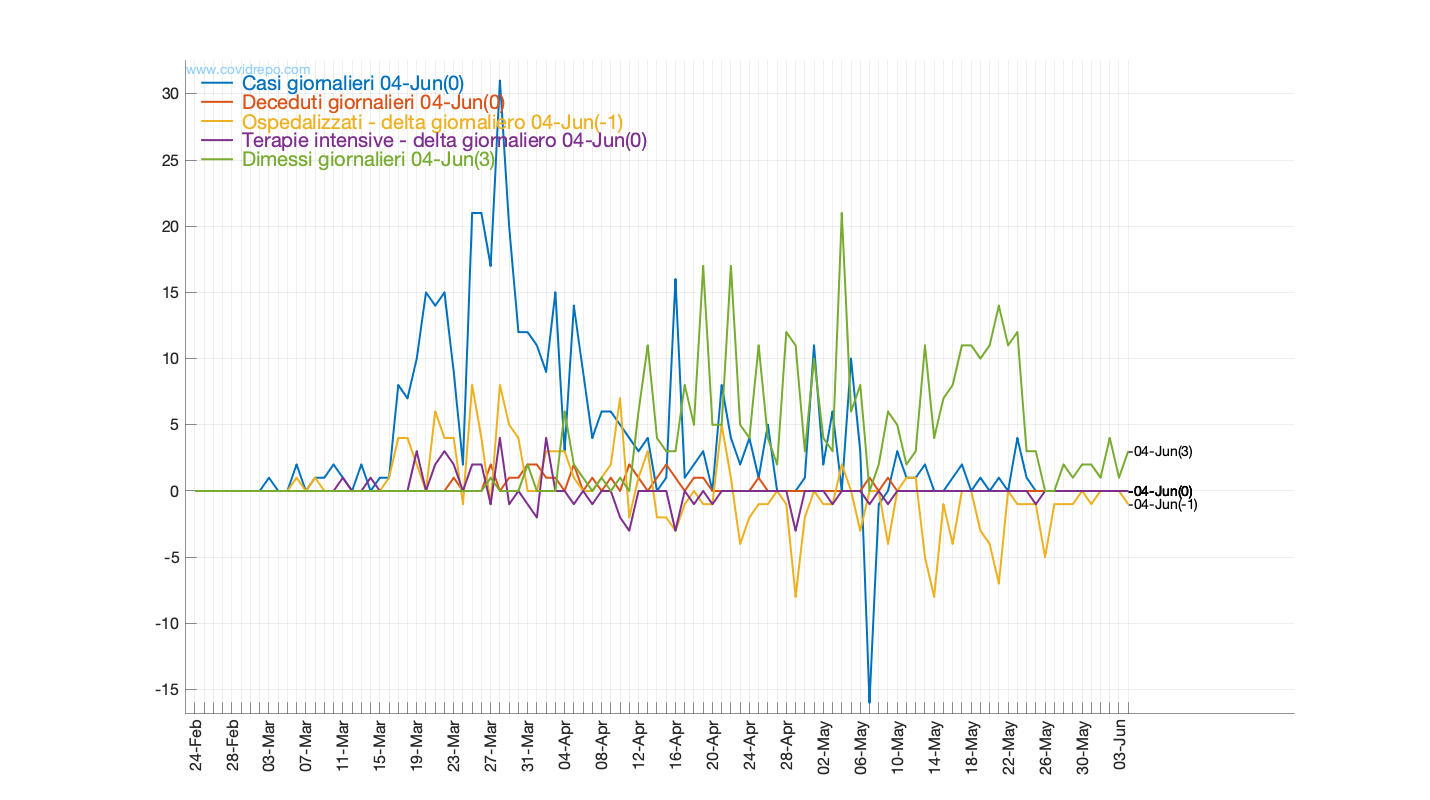 www.covidrepo.com
Casi giornalieri 04-Jun(0)
Deceduti giornalieri 04-Jun(0)
Ospedalizzati - delta giornaliero 04-Jun(-1)
Terapie intensive - delta giornaliero 04-Jun(0)
Dimessi giornalieri 04-Jun(3)
30
25
20
15
10
5
0
-5
-10
-15
04-Jun(3)
04-Jun(0)
04-Jun(-1)
24-Feb
28-Feb
03-Mar
07-Mar
11-Mar
15-Mar
19-Mar
23-Mar
27-Mar
31-Mar
04-Apr
08-Apr
12-Apr
16-Apr
20-Apr
24-Apr
28-Apr
02-May
06-May
10-May
14-May
18-May
22-May
26-May
30-May
03-Jun